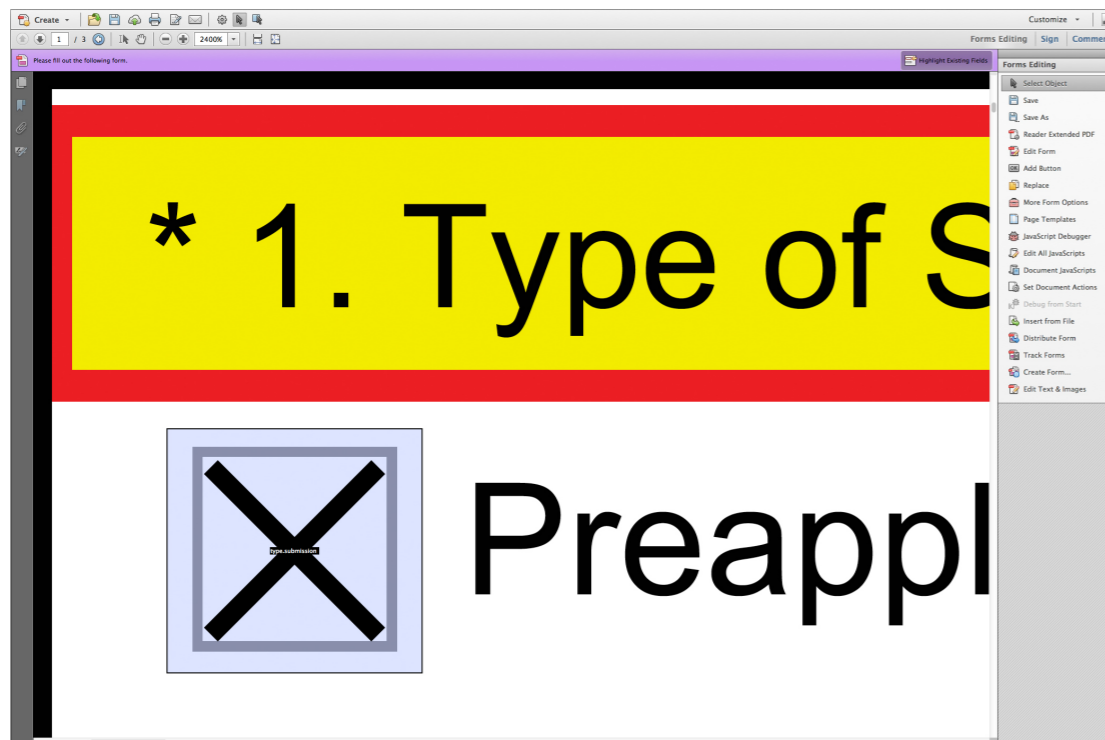 Create
Customize
1 / 3
2400%
Forms Editing Sign Commen
Please fill out the following form.
Highlight Existing Fields
Forms Editing
* 1. Type of S
Select Object
Save
Save As
Reader Extended PDF
Edit Form
OK Add Button
Replace
More Form Options
Page Templates
JavaScript Debugger
Edit All JavaScripts
Document JavaScripts
Set Document Actions
Debug from Start
Insert from File
Distribute Form
Track Forms
Create Form...
Edit Text & Images
type.submission
Preappl